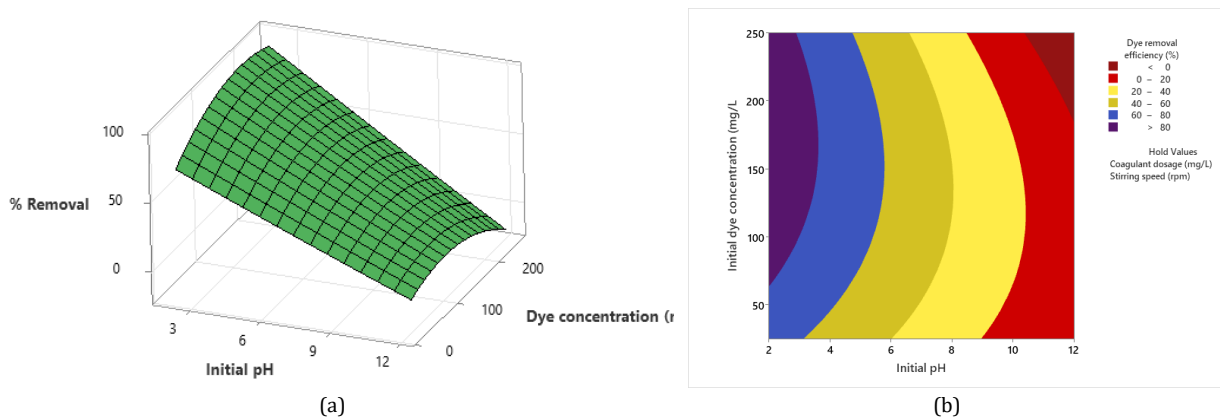 100
50
0
% Removal
3
6
9
12
Initial pH
0
100
200
Dye concentration (r
(a)
250
200
150
100
50
Initial dye concentration (mg/L)
2
4
6
8
10
12
Initial pH
Dye removal
efficiency (%)
< 0
0 – 20
20 – 40
40 – 60
60 – 80
> 80
Hold Values
Coagulant dosage (mg/L)
Stirring speed (rpm)
(b)